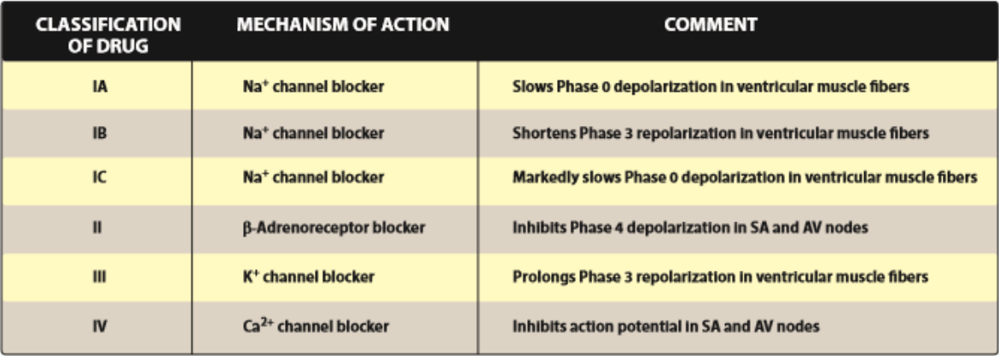 CLASSIFICATION OF DRUG MECHANISM OF ACTION COMMENT
IA Na⁺ channel blocker Slows Phase 0 depolarization in ventricular muscle fibers
IB Na⁺ channel blocker Shortens Phase 3 repolarization in ventricular muscle fibers
IC Na⁺ channel blocker Markedly slows Phase 0 depolarization in ventricular muscle fibers
II β-Adrenoreceptor blocker Inhibits Phase 4 depolarization in SA and AV nodes
III K⁺ channel blocker Prolongs Phase 3 repolarization in ventricular muscle fibers
IV Ca²⁺ channel blocker Inhibits action potential in SA and AV nodes